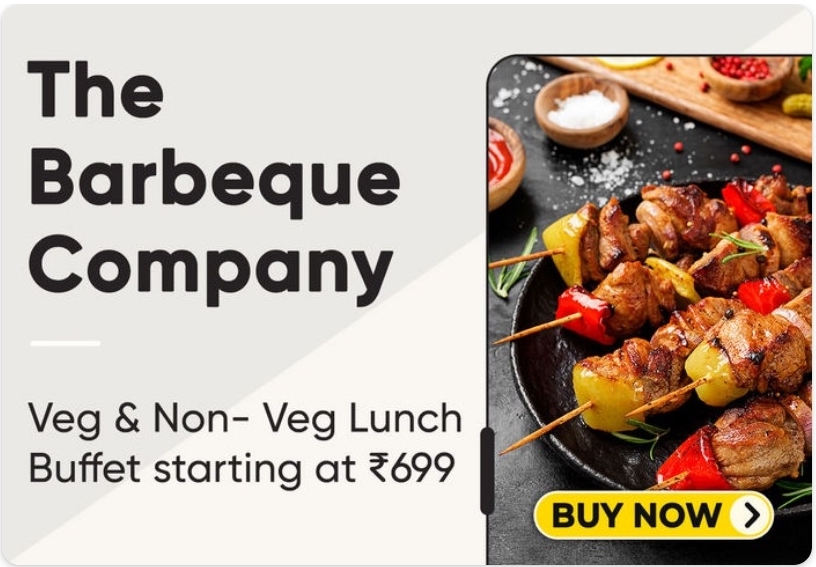 The
Barbeque
Company
Veg & Non- Veg Lunch
Buffet starting at ₹699
BUY NOW